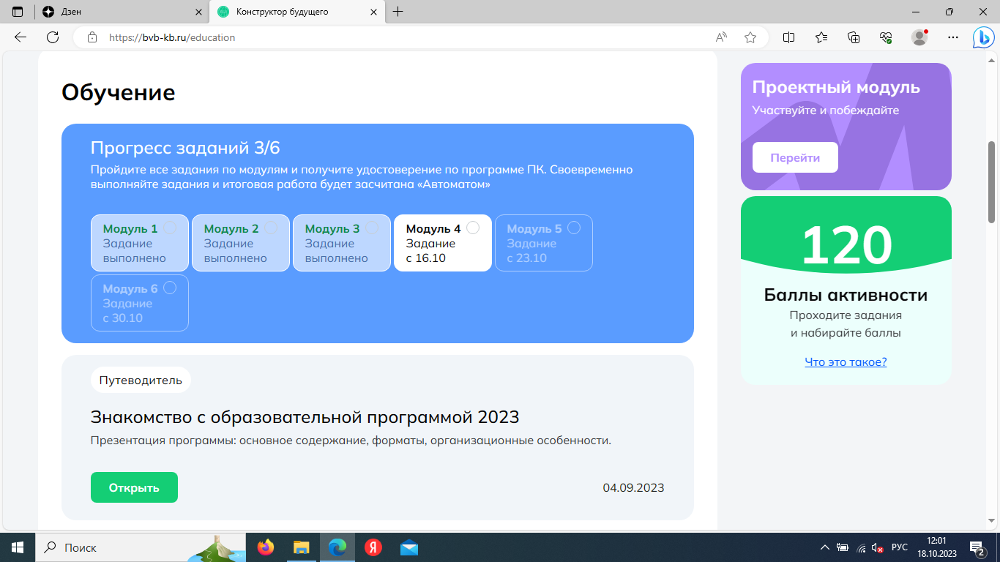 Дзен
Конструктор будущего
https://bvb-kb.ru/education
Обучение
Прогресс заданий 3/6
Пройдите все задания по модулям и получите удостоверение по программе ПК. Своевременно
выполняйте задания и итоговая работа будет засчитана «Автоматом»
Модуль 1
Задание
выполнено
Модуль 2
Задание
выполнено
Модуль 3
Задание
выполнено
Модуль 4
Задание
с 16.10
Модуль 5
Задание
с 23.10
Модуль 6
Задание
с 30.10
Путеводитель
Знакомство с образовательной программой 2023
Презентация программы: основное содержание, форматы, организационные особенности.
Открыть
04.09.2023
Проектный модуль
Участвуйте и побеждайте
Перейти
120
Баллы активности
Проходите задания
и набирайте баллы
Что это такое?
Поиск
РУС
12:01
18.10.2023
2